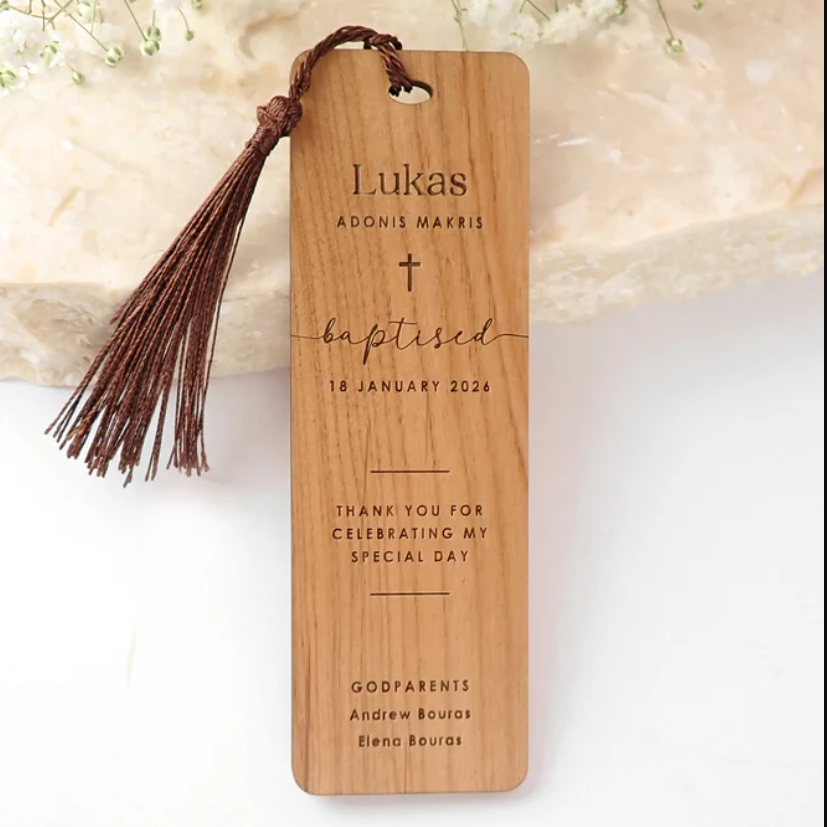 Lukas
ADONIS MAKRIS
baptised
18 JANUARY 2026
THANK YOU FOR
CELEBRATING MY
SPECIAL DAY
GODPARENTS
Andrew Bouras
Elena Bouras